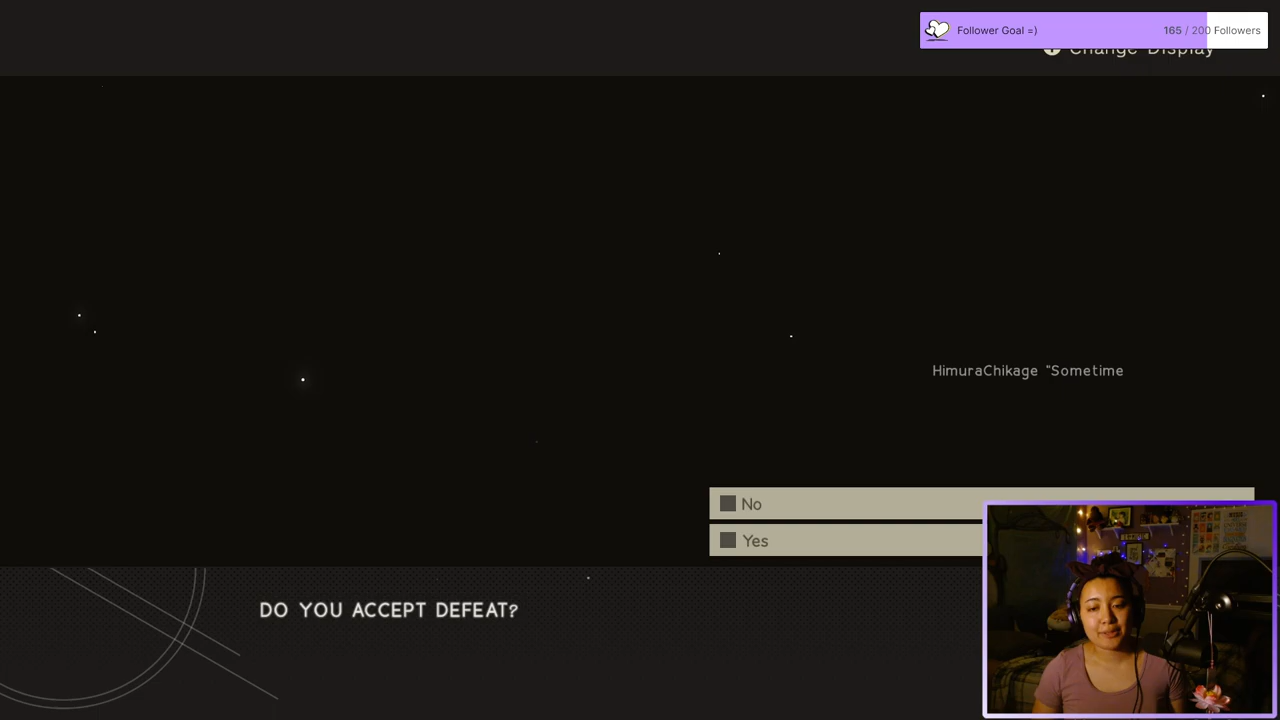 Follower Goal =)
165 / 200 Followers
Change Display
HimuraChikage "Sometime
No
Yes
DO YOU ACCEPT DEFEAT?